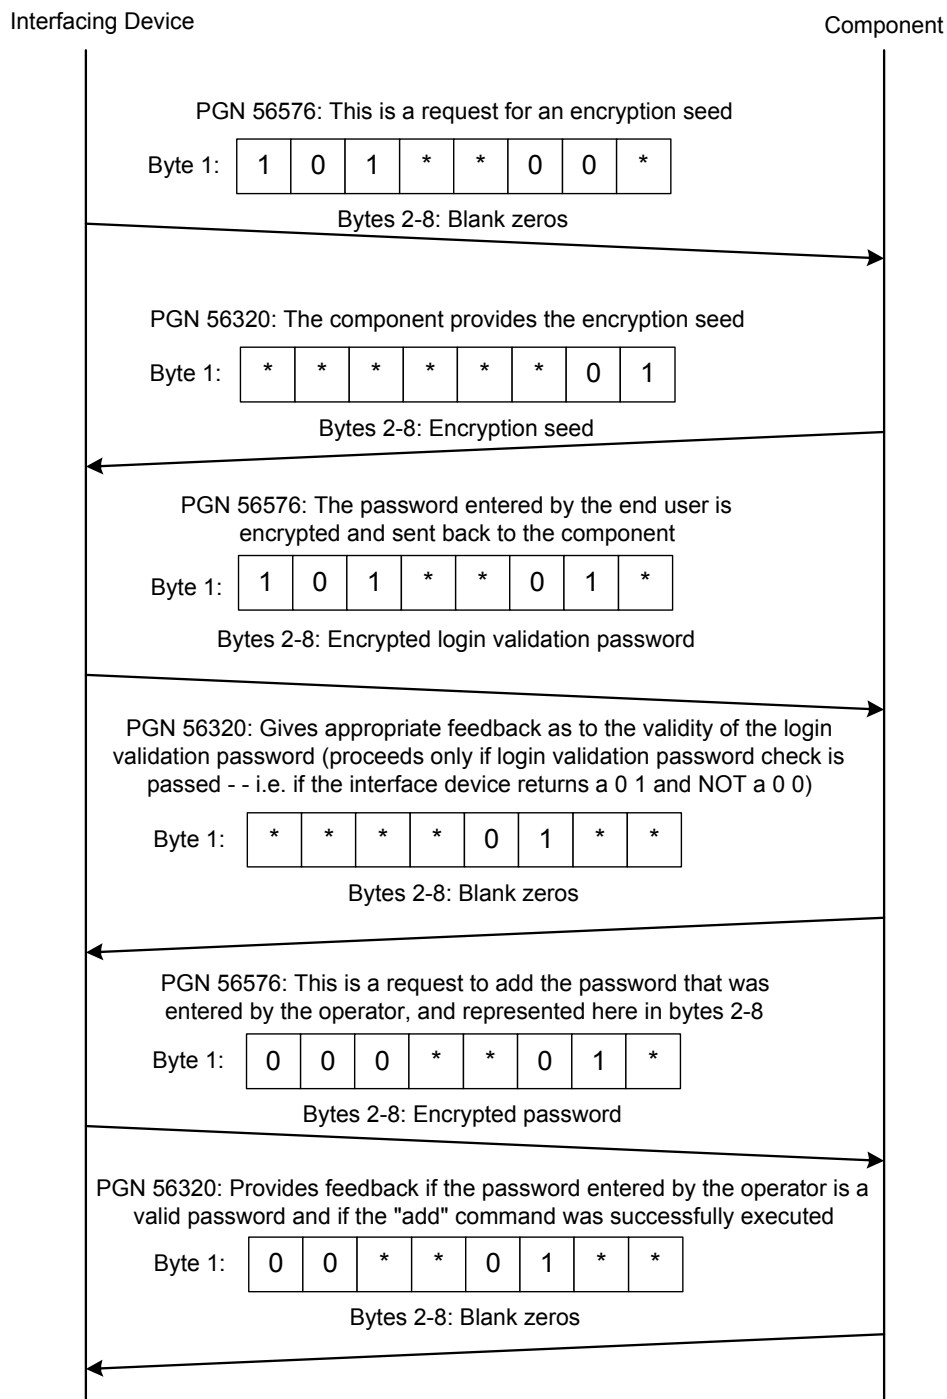 Interfacing Device
Component
PGN 56576: This is a request for an encryption seed
Byte 1: 1 0 1 * * 0 0 *
Bytes 2-8: Blank zeros
PGN 56320: The component provides the encryption seed
Byte 1: * * * * * * 0 1
Bytes 2-8: Encryption seed
PGN 56576: The password entered by the end user is
encrypted and sent back to the component
Byte 1: 1 0 1 * * 0 1 *
Bytes 2-8: Encrypted login validation password
PGN 56320: Gives appropriate feedback as to the validity of the login
validation password (proceeds only if login validation password check is
passed - - i.e. if the interface device returns a 0 1 and NOT a 0 0)
Byte 1: * * * * 0 1 * *
Bytes 2-8: Blank zeros
PGN 56576: This is a request to add the password that was
entered by the operator, and represented here in bytes 2-8
Byte 1: 0 0 0 * * 0 1 *
Bytes 2-8: Encrypted password
PGN 56320: Provides feedback if the password entered by the operator is a
valid password and if the "add" command was successfully executed
Byte 1: 0 0 * * 0 1 * *
Bytes 2-8: Blank zeros